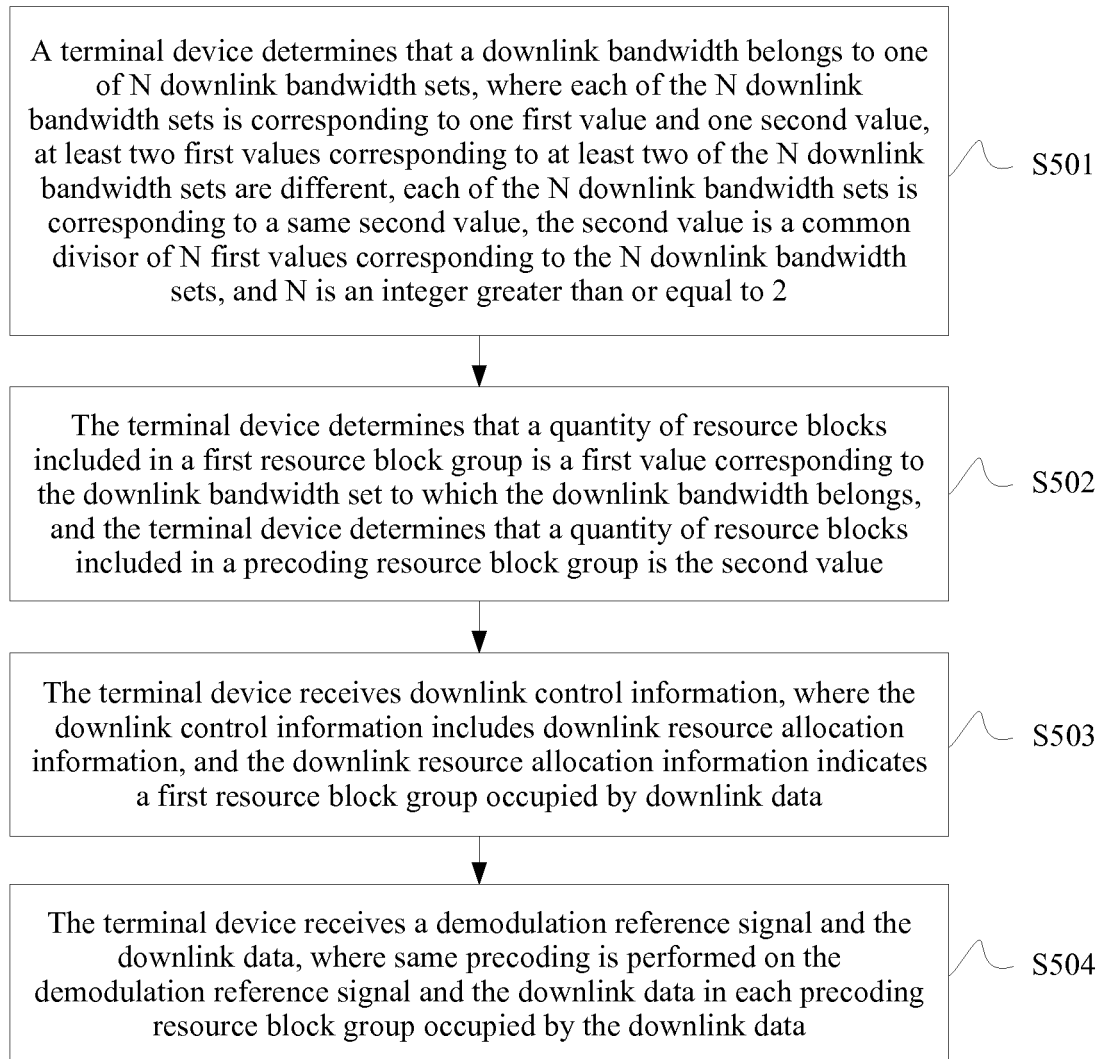 A terminal device determines that a downlink bandwidth belongs to one
of N downlink bandwidth sets, where each of the N downlink
bandwidth sets is corresponding to one first value and one second value,
at least two first values corresponding to at least two of the N downlink
bandwidth sets are different, each of the N downlink bandwidth sets is
corresponding to a same second value, the second value is a common
divisor of N first values corresponding to the N downlink bandwidth
sets, and N is an integer greater than or equal to 2
S501
The terminal device determines that a quantity of resource blocks
included in a first resource block group is a first value corresponding to
the downlink bandwidth set to which the downlink bandwidth belongs,
and the terminal device determines that a quantity of resource blocks
included in a precoding resource block group is the second value
S502
The terminal device receives downlink control information, where the
downlink control information includes downlink resource allocation
information, and the downlink resource allocation information indicates
a first resource block group occupied by downlink data
S503
The terminal device receives a demodulation reference signal and the
downlink data, where same precoding is performed on the
demodulation reference signal and the downlink data in each precoding
resource block group occupied by the downlink data
S504